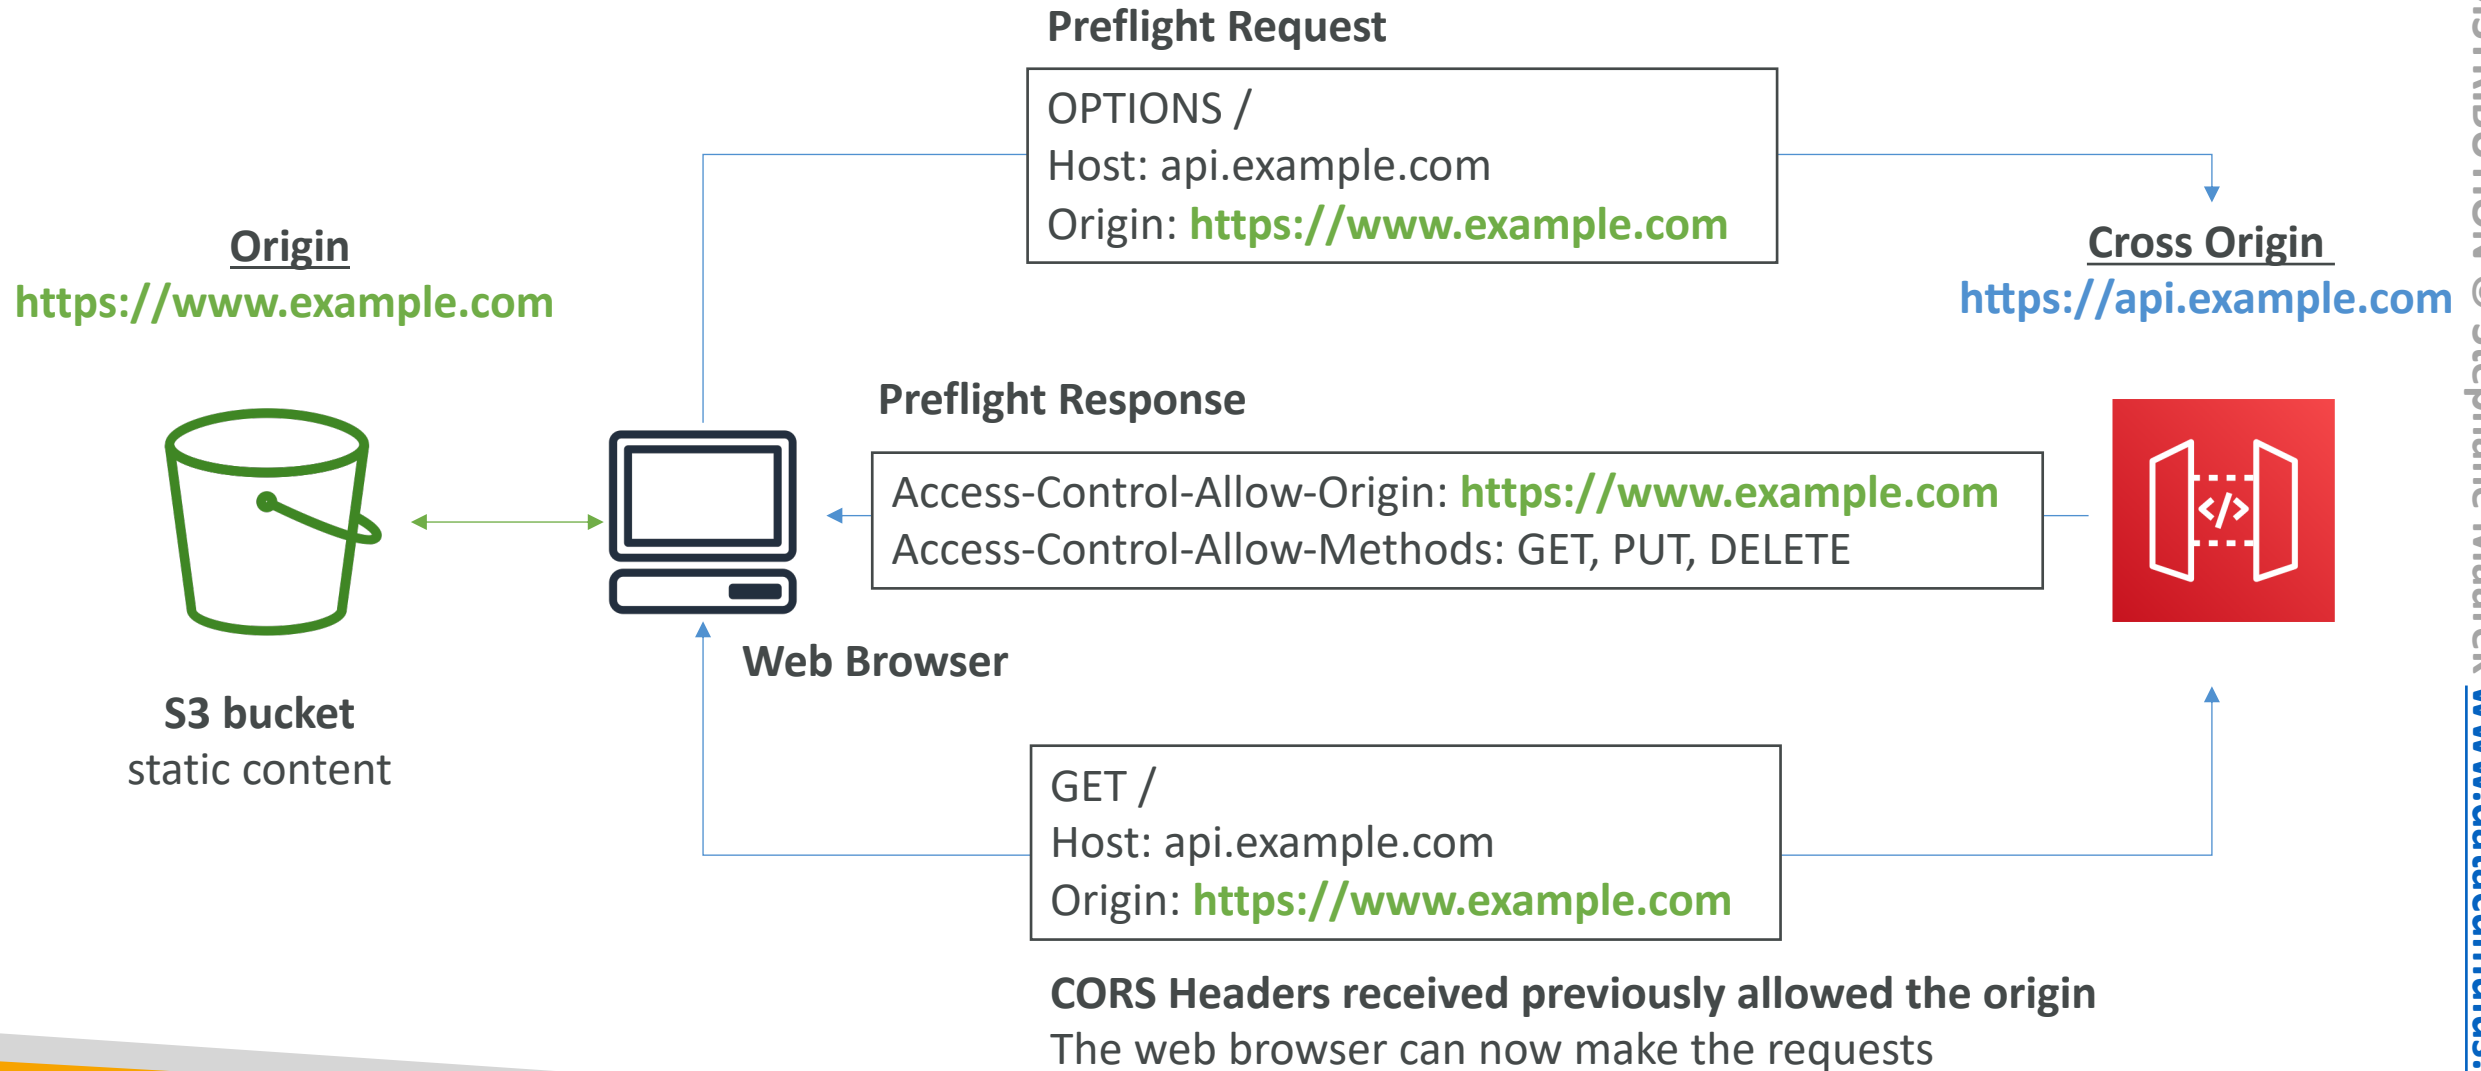 Preflight Request
OPTIONS /
Host: api.example.com
Origin: https://www.example.com
Origin
https://www.example.com
Cross Origin
https://api.example.com
Preflight Response
Access-Control-Allow-Origin: https://www.example.com
Access-Control-Allow-Methods: GET, PUT, DELETE
</>
Web Browser
S3 bucket
static content
GET /
Host: api.example.com
Origin: https://www.example.com
CORS Headers received previously allowed the origin
The web browser can now make the requests
© Stephane Maarek